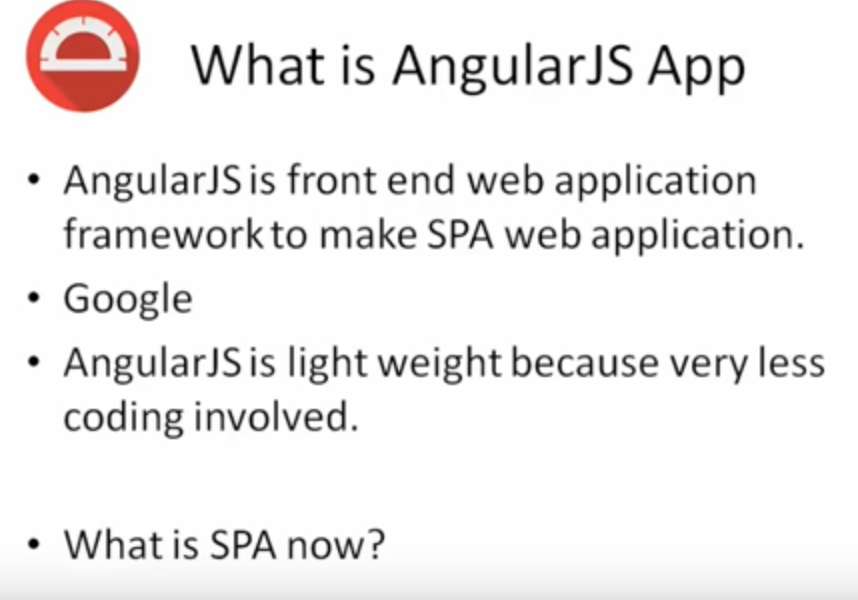 What is AngularJS App
• AngularJS is front end web application
framework to make SPA web application.
• Google
• AngularJS is light weight because very less
coding involved.
• What is SPA now?